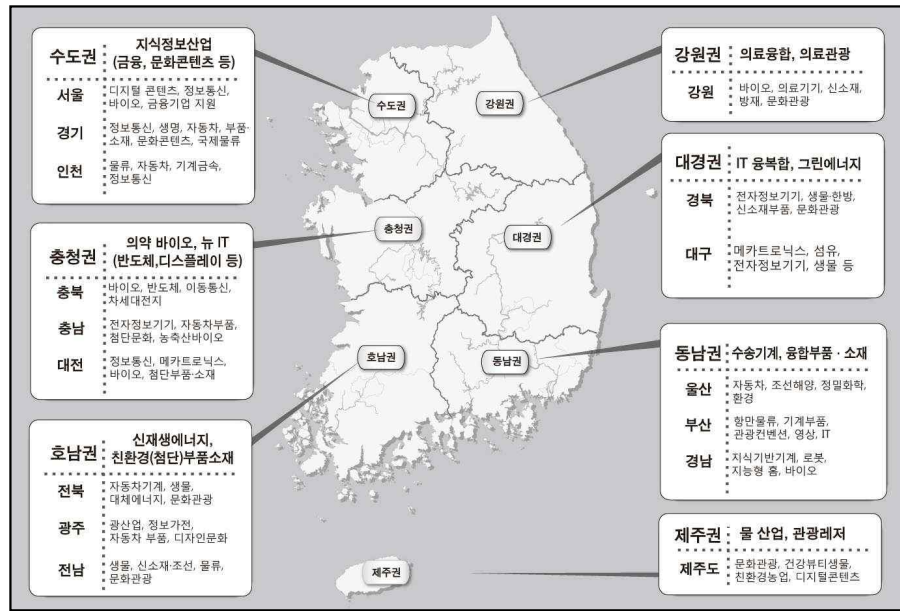 수도권 지식정보산업
(금융, 문화콘텐츠 등)
서울 디지털 콘텐츠, 정보통신,
바이오, 금융기업 지원
경기 정보통신, 생명, 자동차, 부품·
소재, 문화콘텐츠, 국제물류
인천 물류, 자동차, 기계금속,
정보통신
충청권 의약 바이오, 뉴 IT
(반도체,디스플레이 등)
충북 바이오, 반도체, 이동통신,
차세대전지
충남 전자정보기기, 자동차부품,
첨단문화, 농축산바이오
대전 정보통신, 메카트로닉스,
바이오, 첨단부품·소재
호남권 신재생에너지,
친환경(첨단)부품소재
전북 자동차기계, 생물,
대체에너지, 문화관광
광주 광산업, 정보가전,
자동차 부품, 디자인문화
전남 생물, 신소재·조선, 물류,
문화관광
수도권
강원권
충청권
대경권
호남권
동남권
제주권
강원권 의료융합, 의료관광
강원 바이오, 의료기기, 신소재,
방재, 문화관광
대경권 IT 융복합, 그린에너지
경북 전자정보기기, 생물·한방,
신소재부품, 문화관광
대구 메카트로닉스, 섬유,
전자정보기기, 생물 등
동남권 수송기계, 융합부품·소재
울산 자동차, 조선해양, 정밀화학,
환경
부산 항만물류, 기계부품,
관광컨벤션, 영상, IT
경남 지식기반기계, 로봇,
지능형 홈, 바이오
제주권 물 산업, 관광레저
제주도 문화관광, 건강뷰티생물,
친환경농업, 디지털콘텐츠